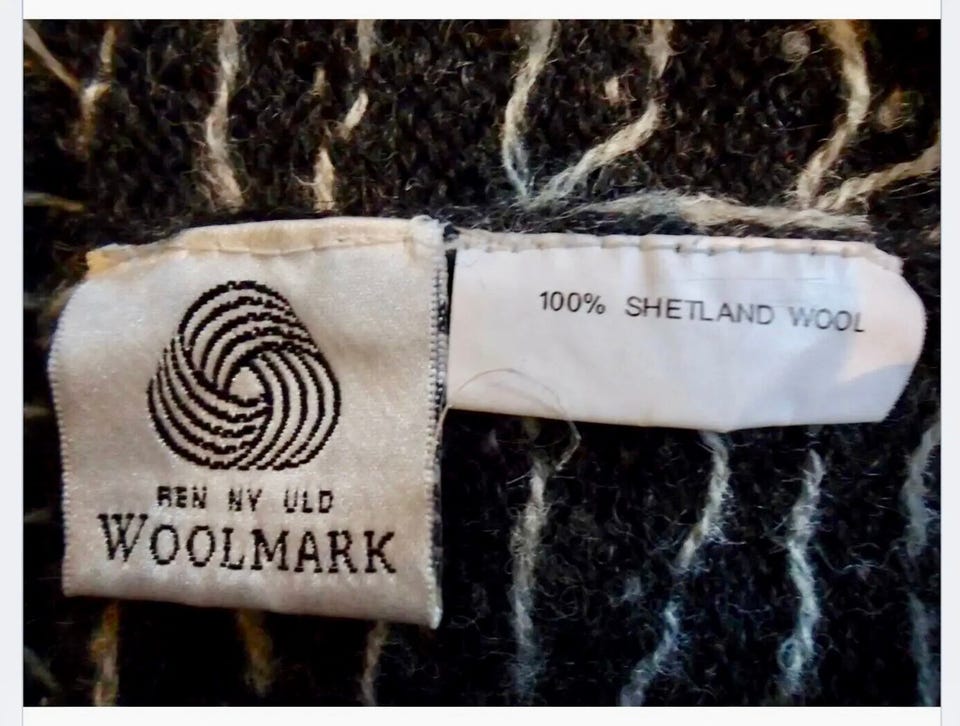 REN NY ULD
WOOLMARK
100% SHETLAND WOOL